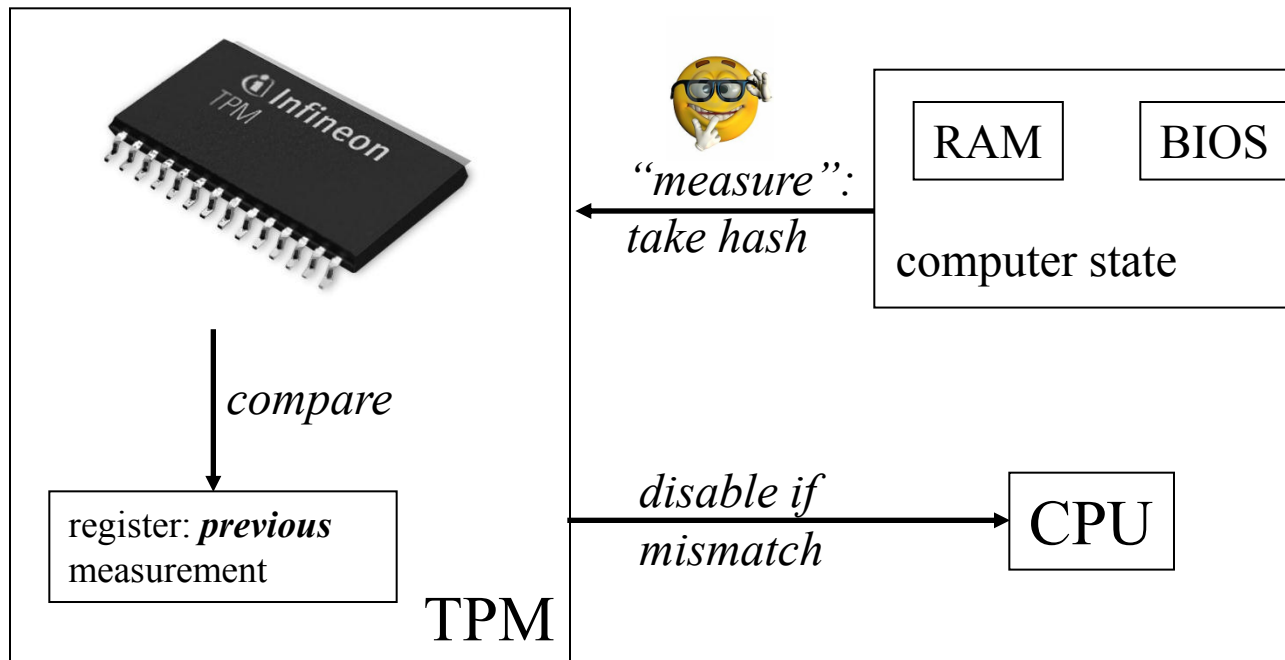 Infineon
TPM
“measure”:
take hash
RAM
BIOS
computer state
compare
register: previous
measurement
TPM
disable if
mismatch
CPU